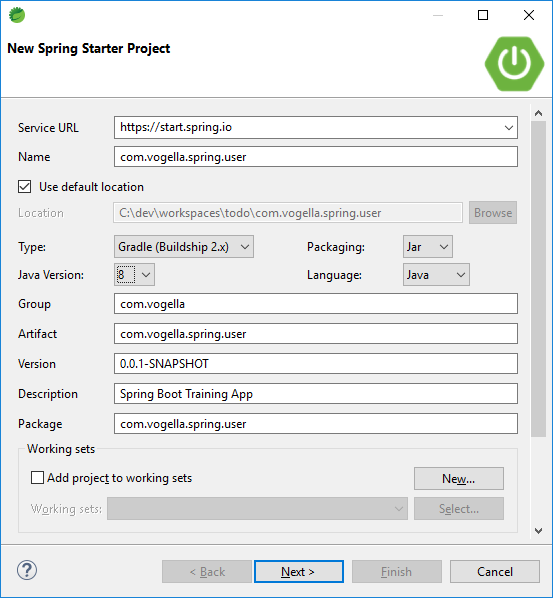 New Spring Starter Project
Service URL https://start.spring.io
Name com.vogella.spring.user
Use default location
Location C:\dev\workspaces\todo\com.vogella.spring.user Browse
Type: Gradle (Buildship 2.x) Packaging: Jar
Java Version: 8 Language: Java
Group com.vogella
Artifact com.vogella.spring.user
Version 0.0.1-SNAPSHOT
Description Spring Boot Training App
Package com.vogella.spring.user
Working sets
Add project to working sets New...
Working sets: Select...
? < Back Next > Finish Cancel